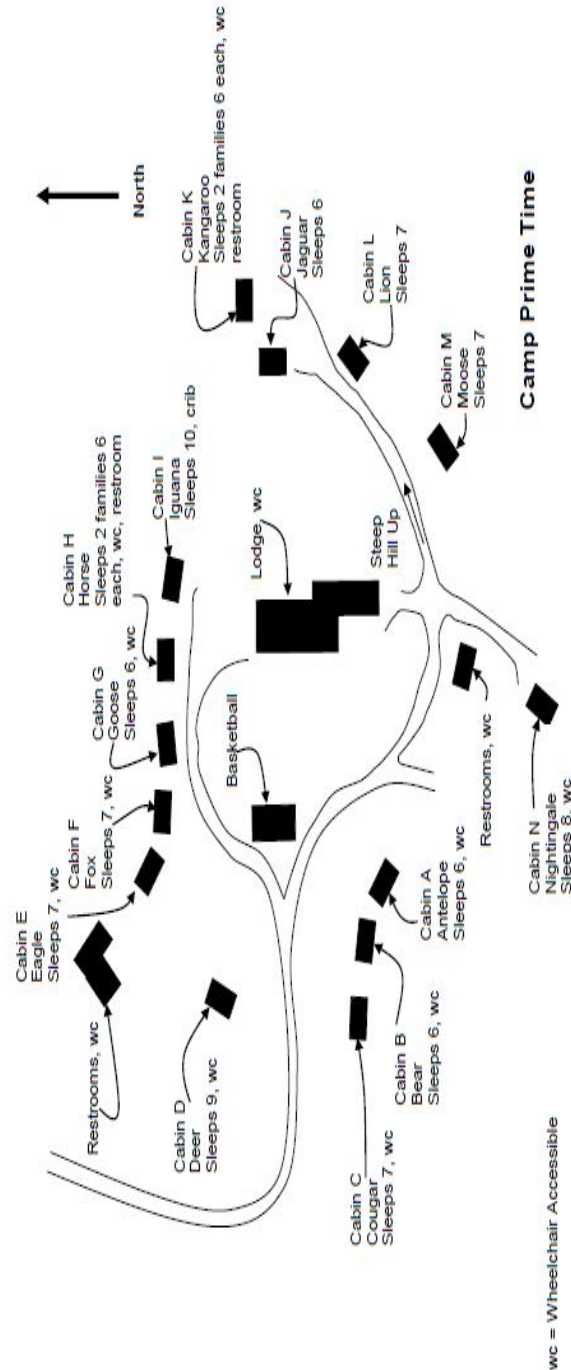 North
Cabin K
Kangaroo
Sleeps 2 families 6 each, wc
restroom
Cabin J
Jaguar
Sleeps 6
Cabin L
Lion
Sleeps 7
Cabin M
Moose
Sleeps 7
Camp Prime Time
Cabin H
Horse
Sleeps 2 families 6
each, wc, restroom
Cabin I
Iguana
Sleeps 10, crib
Lodge, wc
Steep
Hill Up
Cabin G
Goose
Sleeps 6, wc
Basketball
Cabin F
Fox
Sleeps 7, wc
Cabin E
Eagle
Sleeps 7, wc
Restrooms, wc
Cabin D
Deer
Sleeps 9, wc
Restrooms, wc
Cabin N
Nightingale
Sleeps 8, wc
Cabin A
Antelope
Sleeps 6, wc
Cabin B
Bear
Sleeps 6, wc
Cabin C
Cougar
Sleeps 7, wc
wc = Wheelchair Accessible